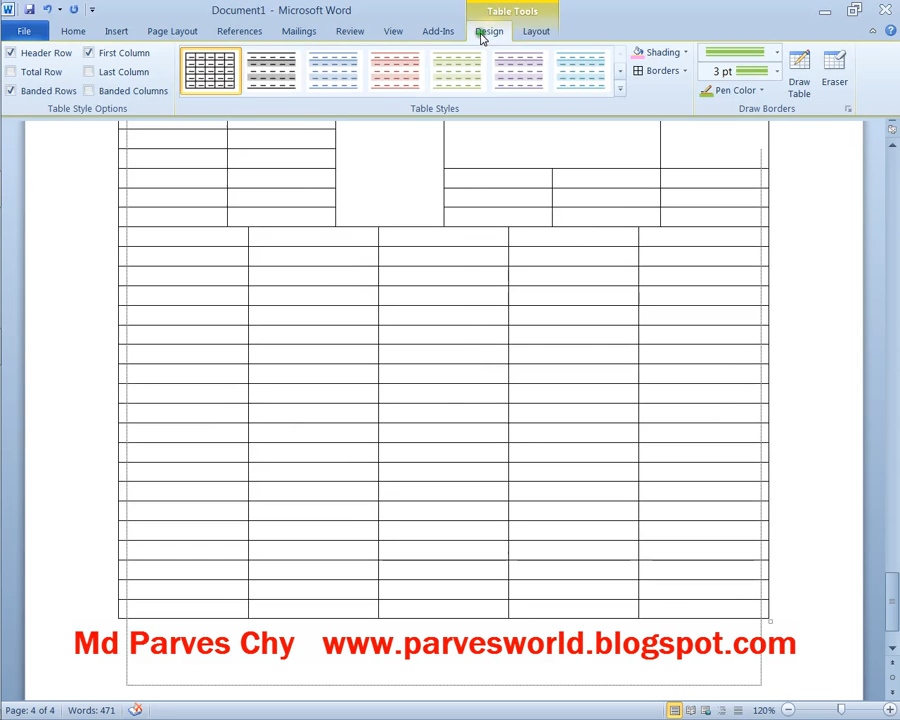 Document1 - Microsoft Word
Table Tools
File Home Insert Page Layout References Mailings Review View Add-Ins Design Layout
Header Row First Column
Total Row Last Column
Banded Rows Banded Columns
Table Style Options
Table Styles
Shading
Borders
3 pt
Pen Color
Draw Table
Eraser
Draw Borders
Md Parves Chy www.parvesworld.blogspot.com
Page: 4 of 4 Words: 471 120%